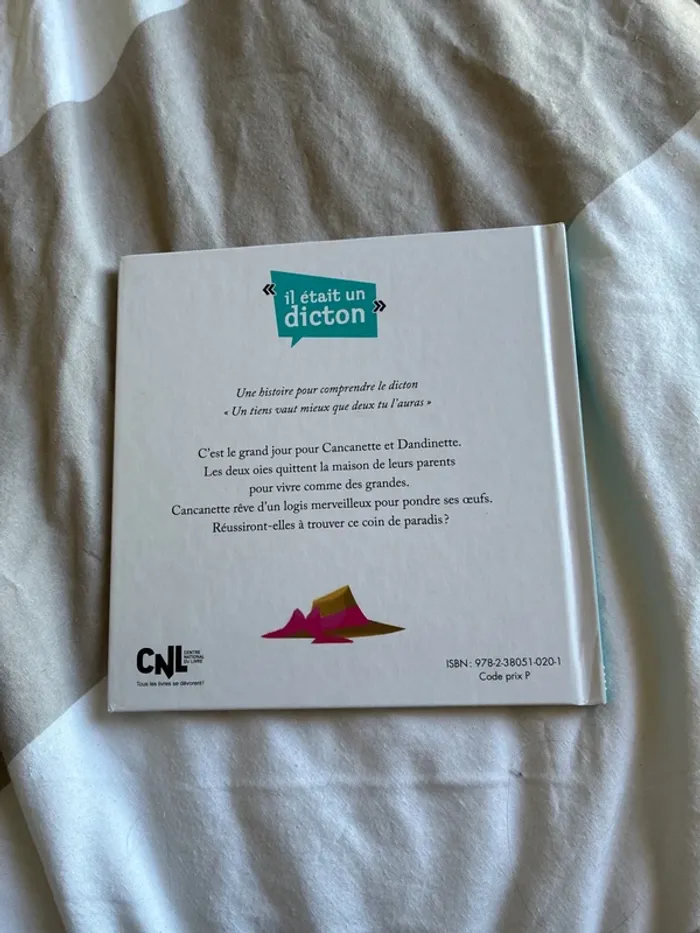 « il était un »
dicton
Une histoire pour comprendre le dicton
« Un tiens vaut mieux que deux tu l'auras »
C'est le grand jour pour Cancanette et Dandinette.
Les deux oies quittent la maison de leurs parents
pour vivre comme des grandes.
Cancanette rêve d'un logis merveilleux pour pondre ses œufs.
Réussiront-elles à trouver ce coin de paradis ?
CNL CENTRE
NATIONAL
DU LIVRE
Tous les livres se dévorent !
ISBN : 978-2-38051-020-1
Code prix P